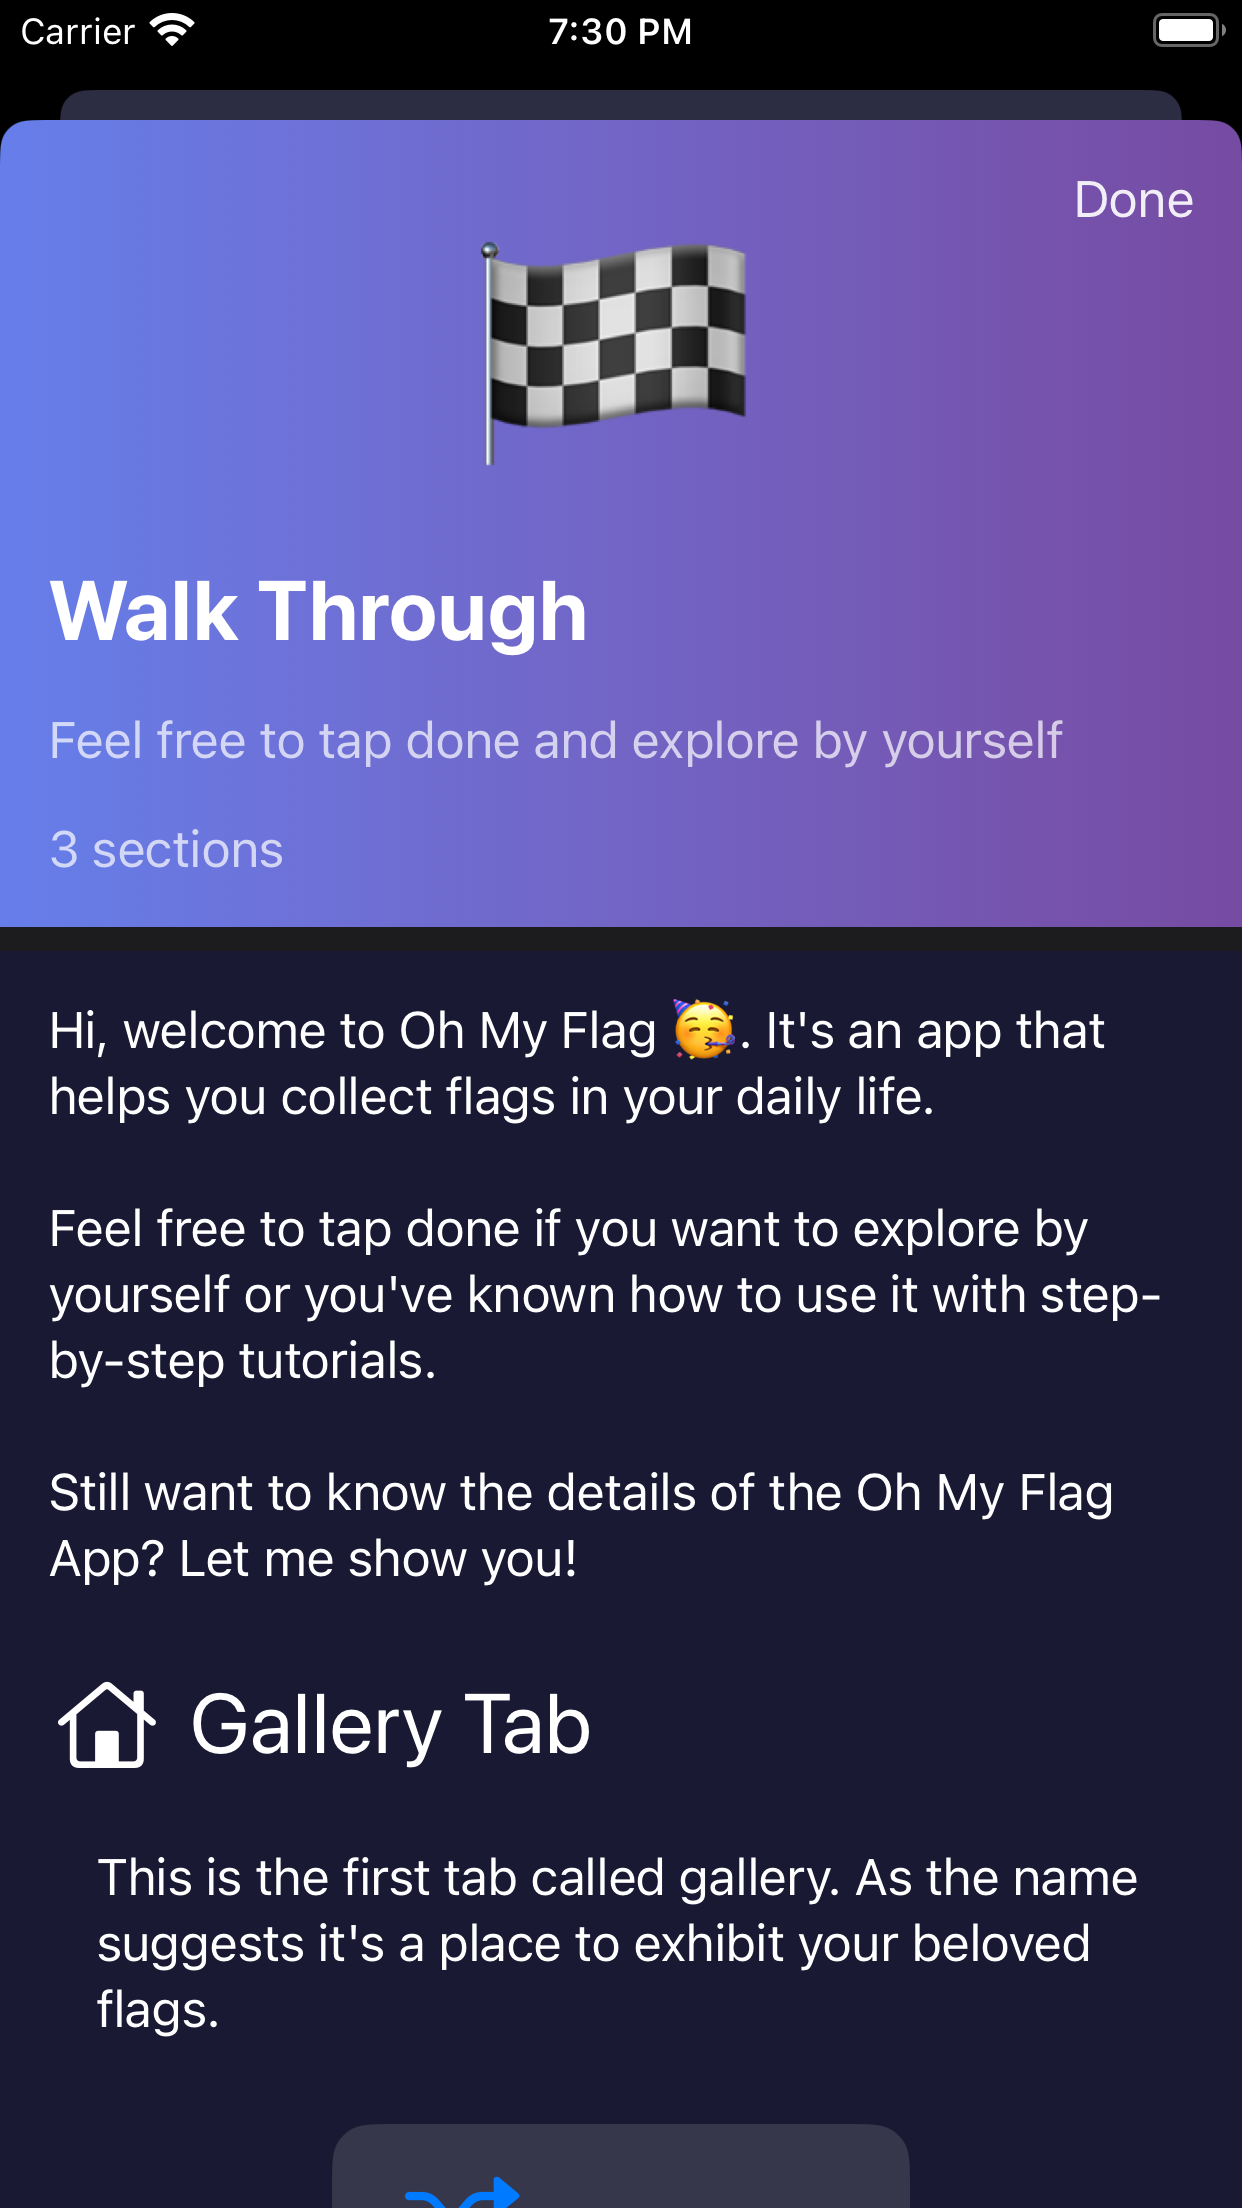 Carrier 7:30 PM
Done
Walk Through
Feel free to tap done and explore by yourself
3 sections
Hi, welcome to Oh My Flag 🥳. It's an app that
helps you collect flags in your daily life.
Feel free to tap done if you want to explore by
yourself or you've known how to use it with step-
by-step tutorials.
Still want to know the details of the Oh My Flag
App? Let me show you!
Gallery Tab
This is the first tab called gallery. As the name
suggests it's a place to exhibit your beloved
flags.